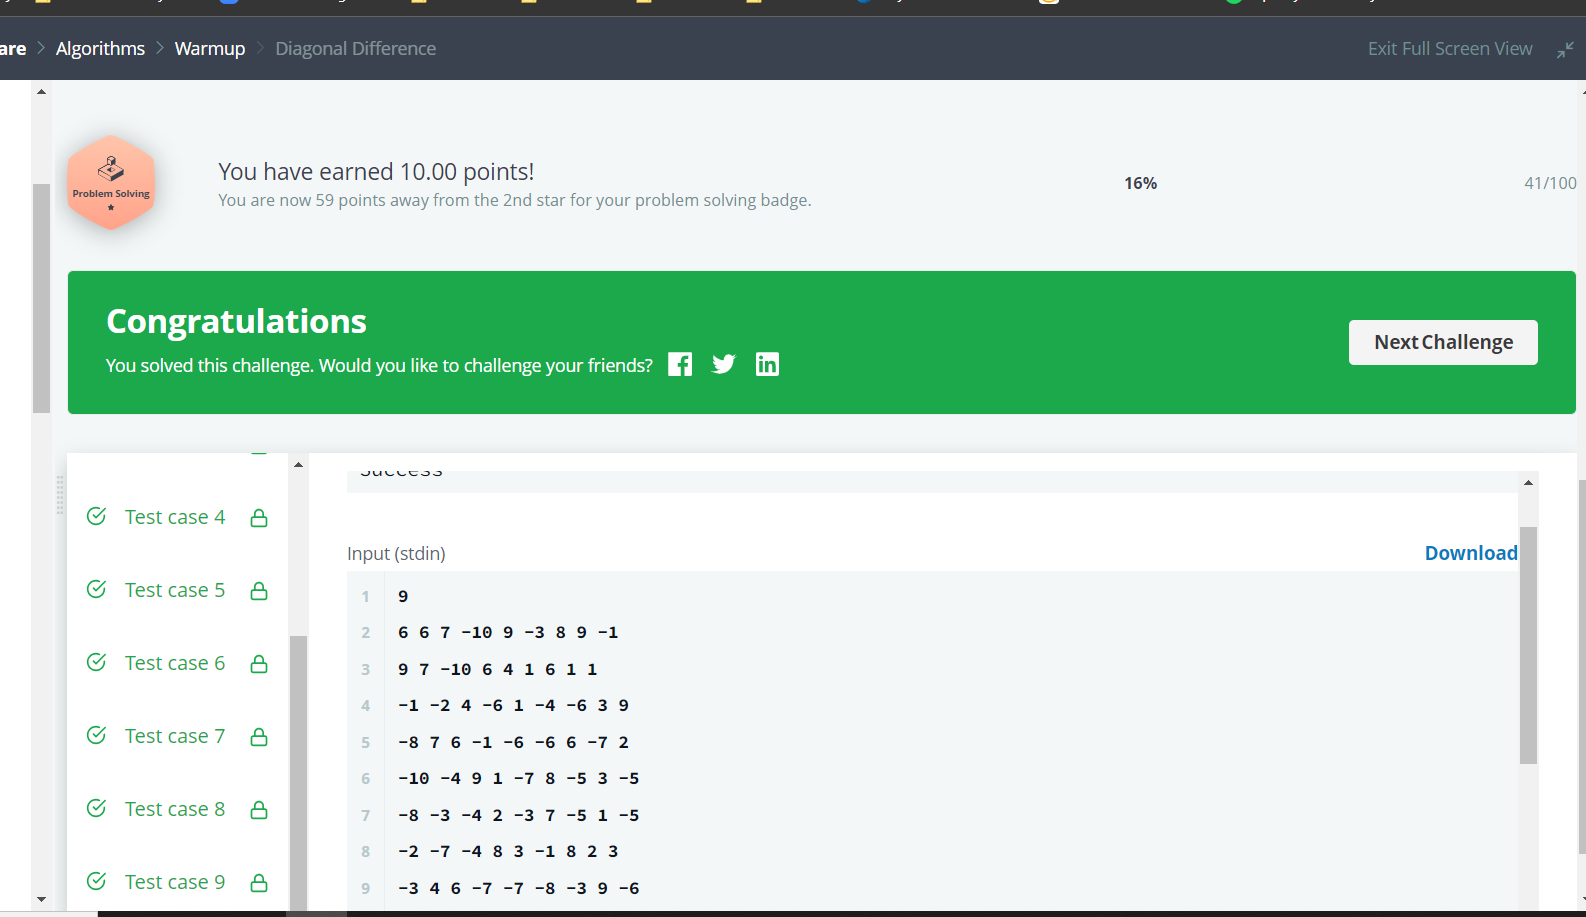 are > Algorithms > Warmup > Diagonal Difference
Exit Full Screen View
Problem Solving
You have earned 10.00 points!
You are now 59 points away from the 2nd star for your problem solving badge.
16%
41/100
Congratulations
You solved this challenge. Would you like to challenge your friends?
Next Challenge
Success
Test case 4
Test case 5
Test case 6
Test case 7
Test case 8
Test case 9
Input (stdin)
Download
1 9
2 6 6 7 -10 9 -3 8 9 -1
3 9 7 -10 6 4 1 6 1 1
4 -1 -2 4 -6 1 -4 -6 3 9
5 -8 7 6 -1 -6 -6 6 -7 2
6 -10 -4 9 1 -7 8 -5 3 -5
7 -8 -3 -4 2 -3 7 -5 1 -5
8 -2 -7 -4 8 3 -1 8 2 3
9 -3 4 6 -7 -7 -8 -3 9 -6